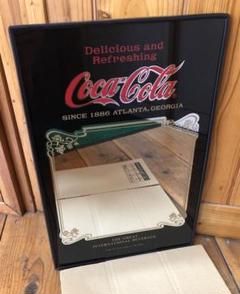 Delicious and
Refreshing
Coca-Cola
SINCE 1886 ATLANTA, GEORGIA
THE GREAT
INTERNATIONAL BEVERAGE